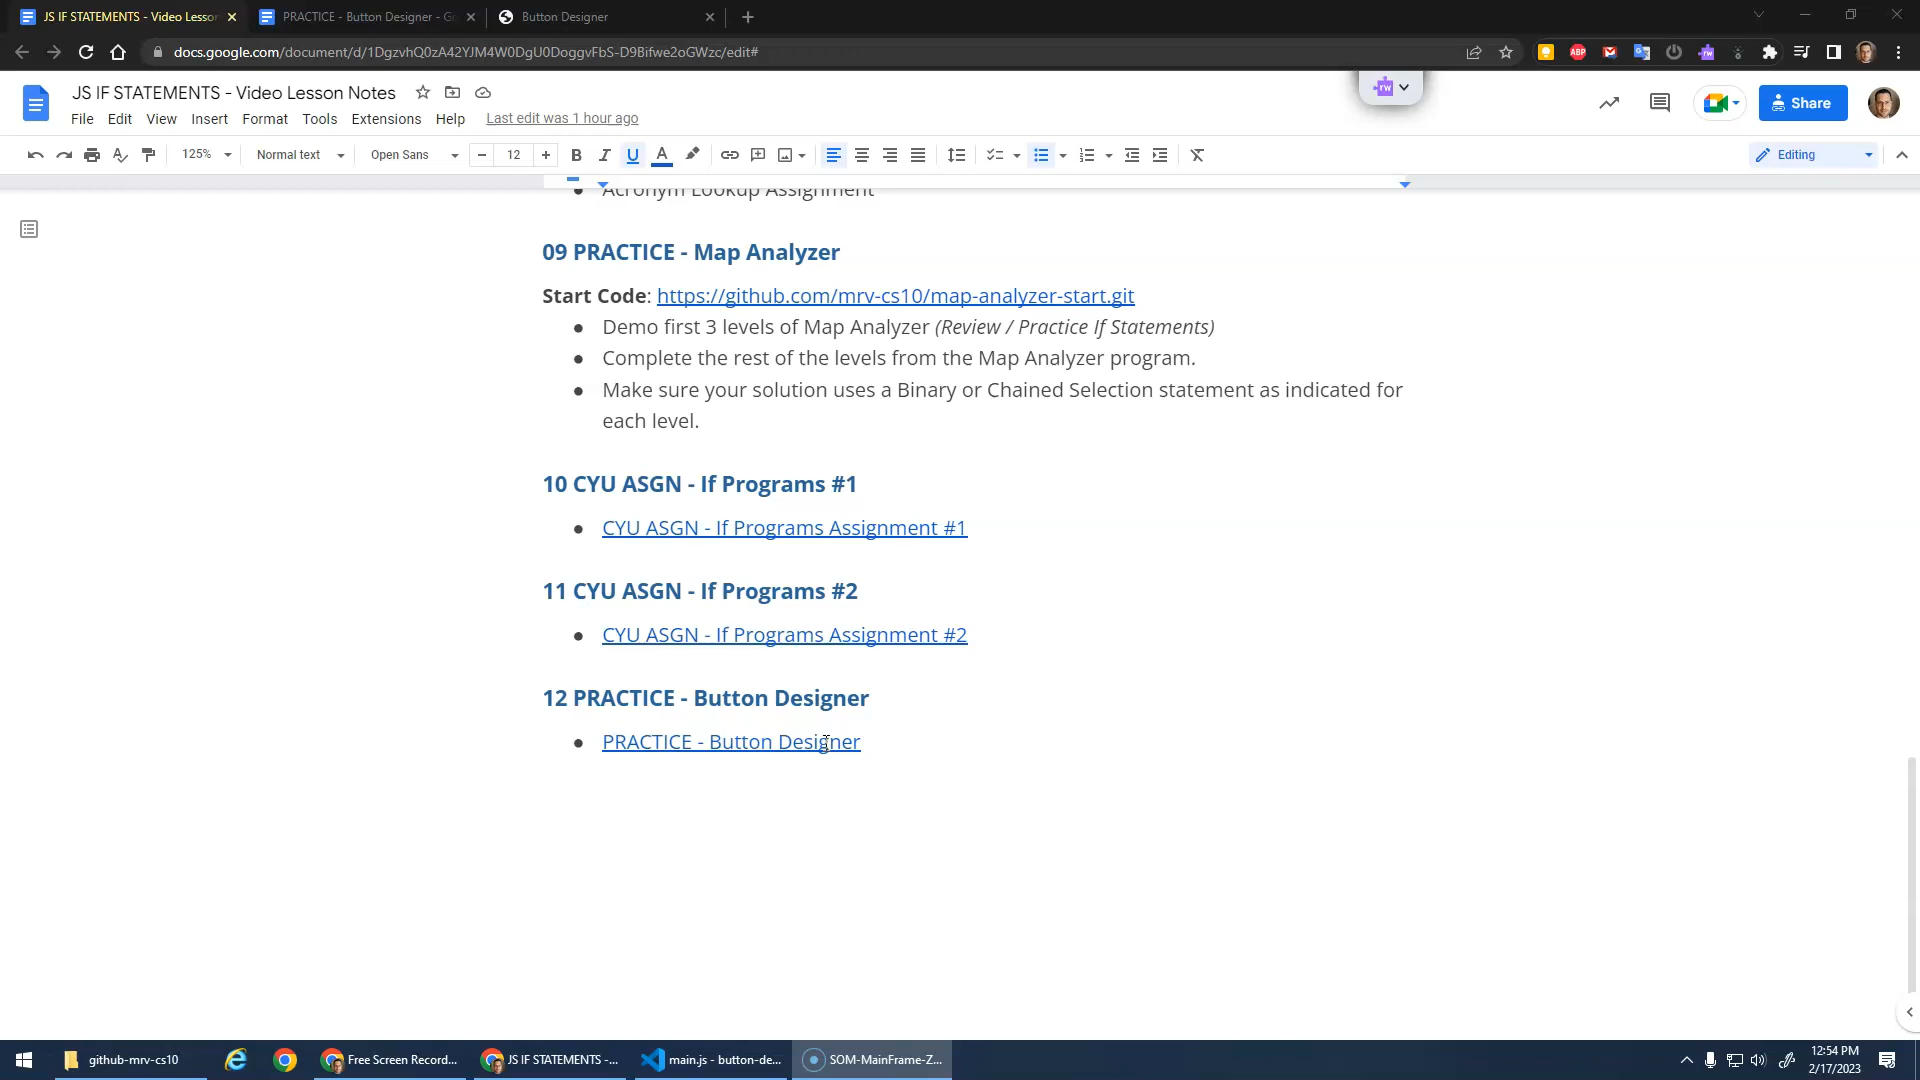 JS IF STATEMENTS - Video Lesson
PRACTICE - Button Designer - Go
Button Designer
docs.google.com/document/d/1DgzvhQ0zA42YJM4W0DgU0DoggvFbS-D9Bifwe2oGWzc/edit#
JS IF STATEMENTS - Video Lesson Notes
File Edit View Insert Format Tools Extensions Help Last edit was 1 hour ago
Share
125% Normal text Open Sans 12 Editing
Acronym Lookup Assignment
09 PRACTICE - Map Analyzer
Start Code: https://github.com/mrv-cs10/map-analyzer-start.git
● Demo first 3 levels of Map Analyzer (Review / Practice If Statements)
● Complete the rest of the levels from the Map Analyzer program.
● Make sure your solution uses a Binary or Chained Selection statement as indicated for
each level.
10 CYU ASGN - If Programs #1
● CYU ASGN - If Programs Assignment #1
11 CYU ASGN - If Programs #2
● CYU ASGN - If Programs Assignment #2
12 PRACTICE - Button Designer
● PRACTICE - Button Designer
github-mrv-cs10
Free Screen Record...
JS IF STATEMENTS -...
main.js - button-de...
SOM-MainFrame-Z...
12:54 PM
2/17/2023